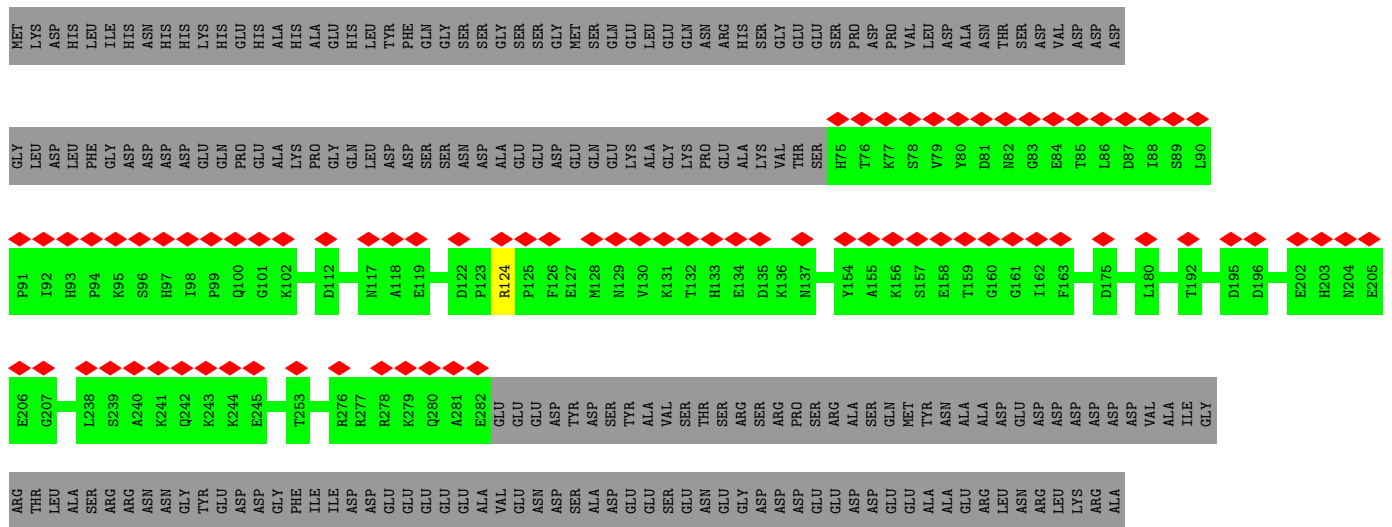 MET LYS ASP HIS LEU ILE HIS ASN HIS HIS LYS HIS GLU HIS ALA HIS ALA GLU HIS LEU TYR PHE GLN GLY SER SER GLY SER SER GLY MET SER GLN GLU LEU GLU GLN ASN ARG HIS SER GLY GLU GLU SER PRO ASP PRO VAL LEU ASP ALA ASN THR SER ASP VAL ASP ASP ASP
GLY LEU ASP LEU PHE GLY ASP ASP ASP ASP GLU GLN PRO GLU ALA LYS PRO GLY GLN LEU ASP ASP SER SER ASN ASP ALA GLU GLU ASP GLU GLN GLU LYS ALA GLY LYS PRO GLU ALA LYS VAL THR SER H75 T76 K77 S78 V79 Y80 D81 N82 G83 E84 T85 L86 D87 I88 S89 L90
P91 I92 H93 P94 K95 S96 H97 I98 P99 Q100 G101 K102 D112 N117 A118 E119 D122 P123 R124 P125 F126 E127 M128 N129 V130 K131 T132 H133 E134 D135 K136 N137 Y154 A155 K156 S157 E158 T159 G160 G161 I162 F163 D175 L180 T192 D195 D196 E202 H203 N204 E205
E206 G207 L238 S239 A240 K241 Q242 K243 K244 E245 T253 R276 R277 R278 K279 Q280 A281 E282 GLU GLU GLU ASP TYR ASP SER TYR ALA VAL SER THR SER ARG SER ARG PRO SER ARG ALA SER GLN MET TYR ASN ALA ALA ASP GLU ASP ASP ASP ASP ASP VAL ALA ILE GLY
ARG THR LEU ALA SER ARG ARG ASN ASN GLY TYR GLU ASP ASP GLY PHE ILE ILE ASP ASP GLU GLU GLU GLU GLU ALA VAL GLU ASN ASP SER ALA ASP GLU GLU SER GLU ASN GLU GLY ASP ASP ASP GLU GLU ASP ASP GLU GLU ALA ALA GLU ARG LEU ASN ARG LEU LYS ARG ALA